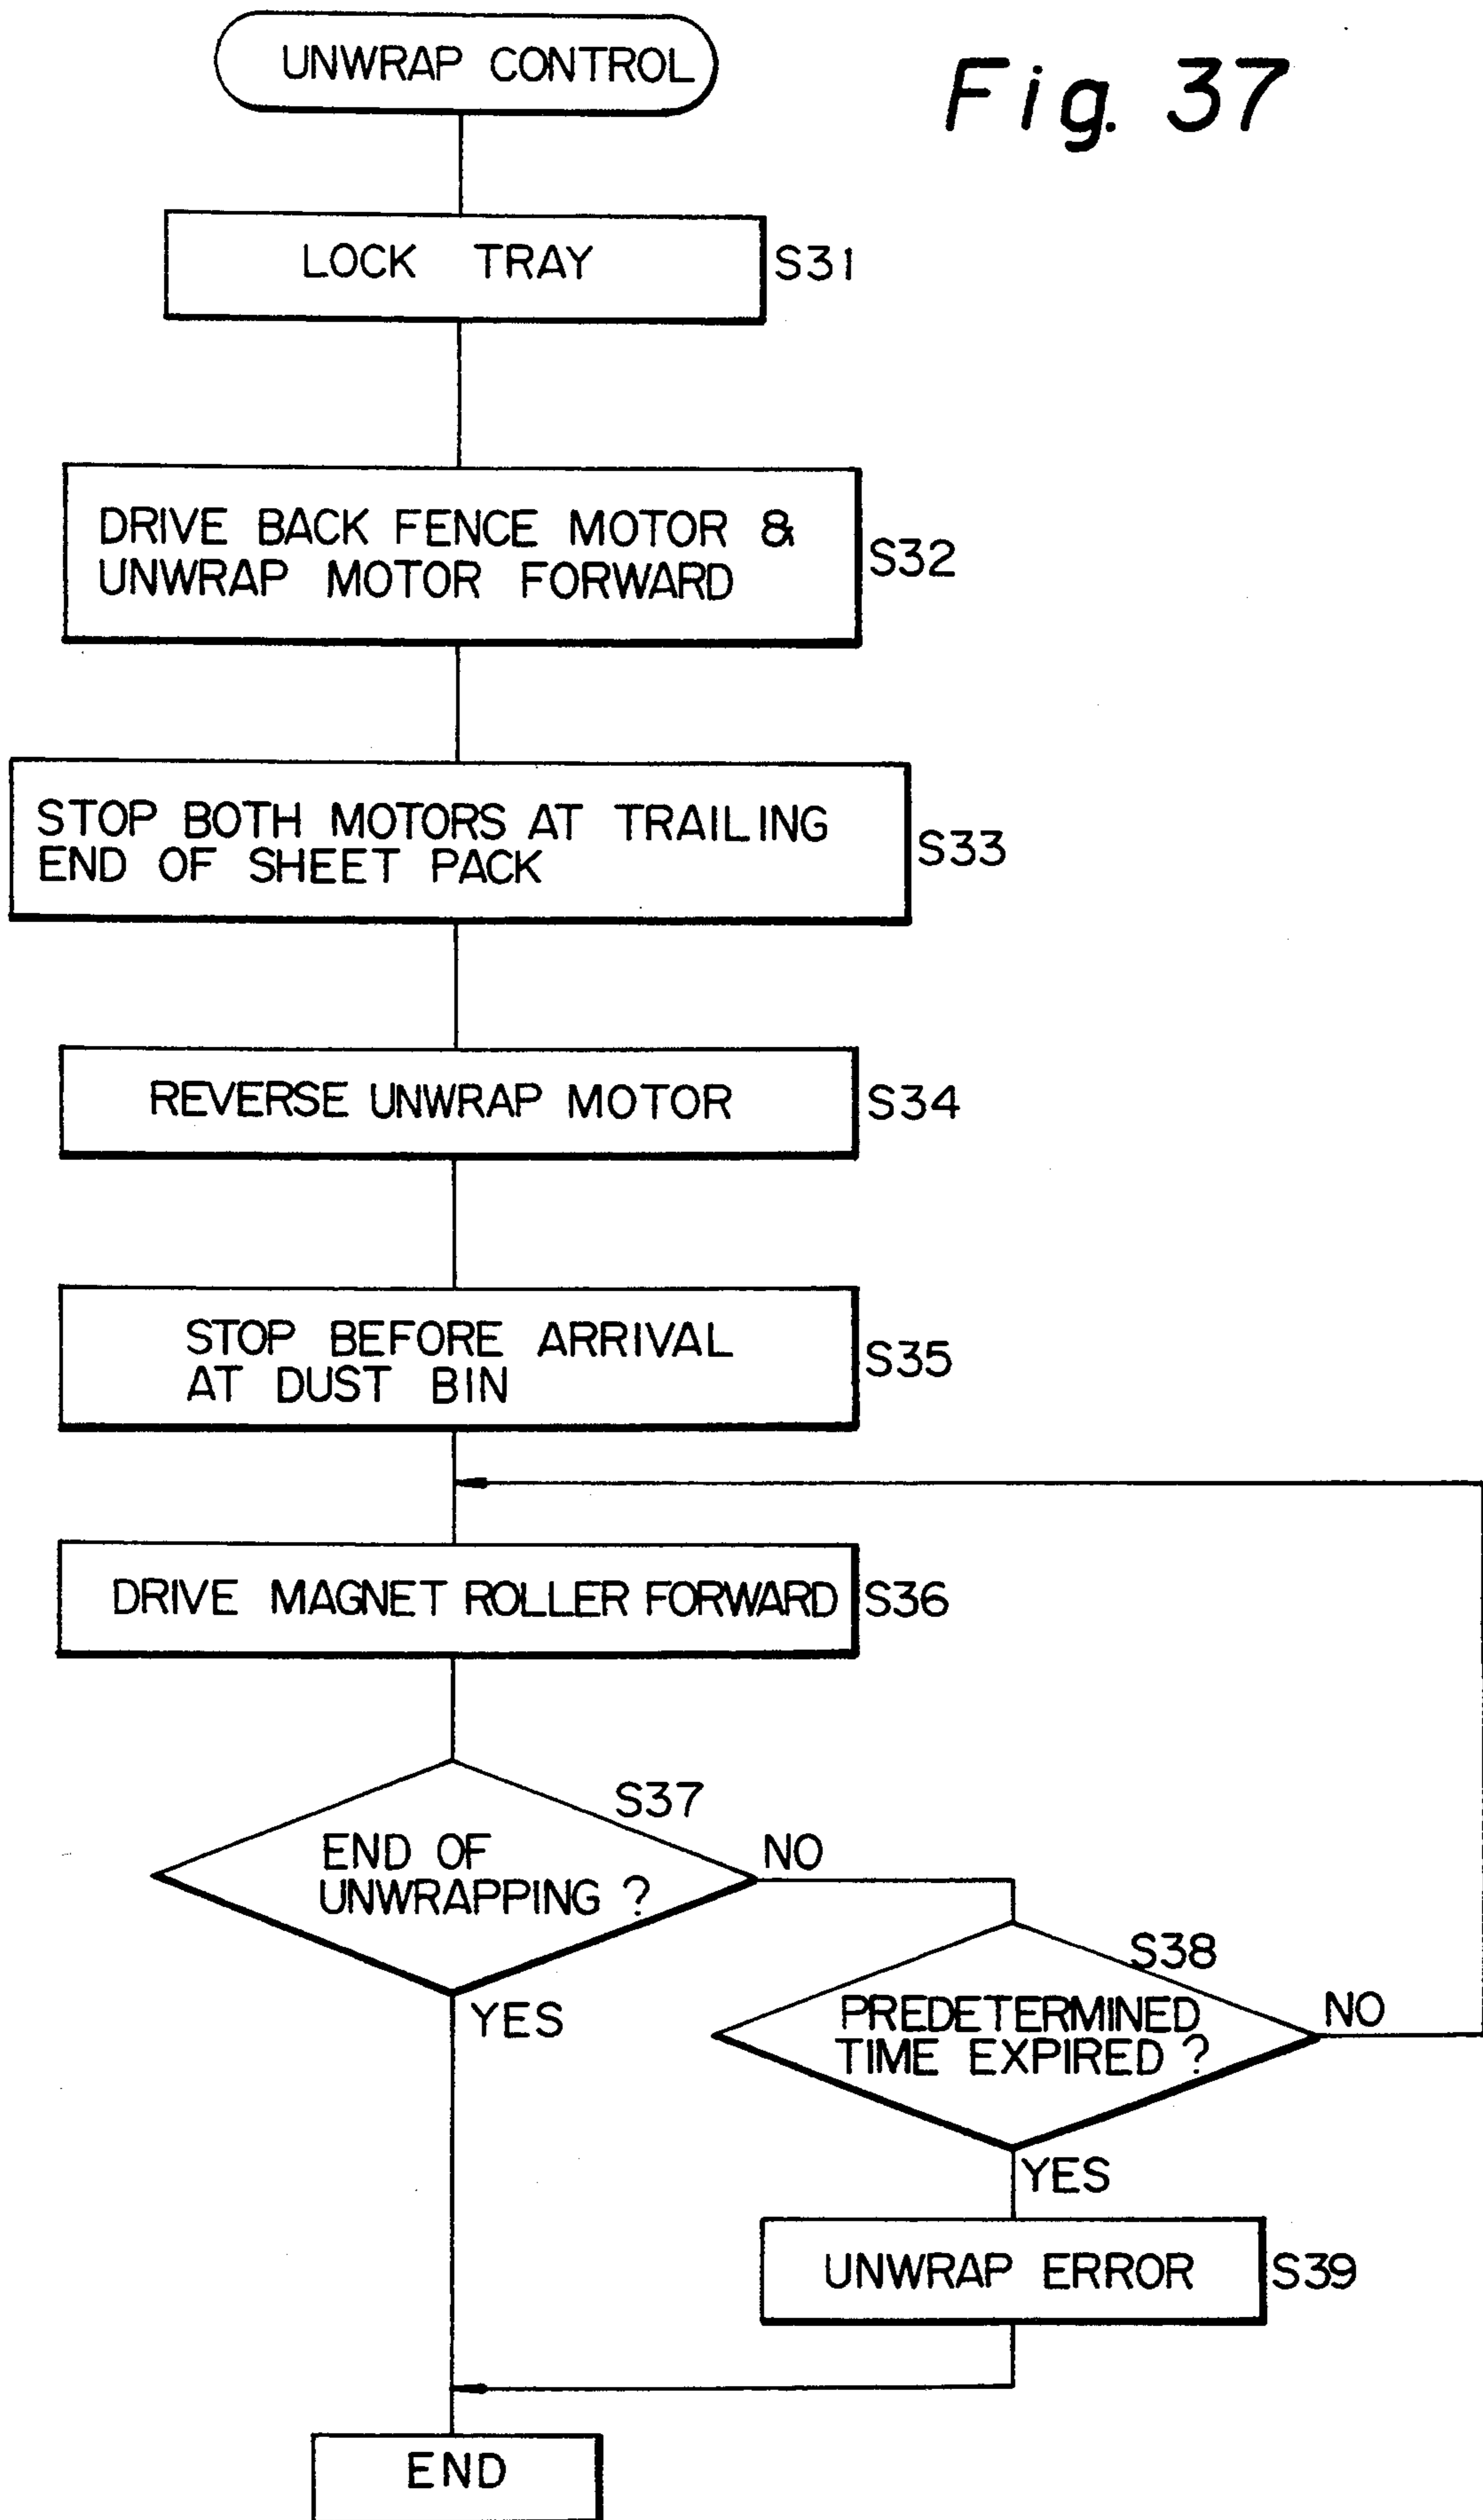 UNWRAP CONTROL
Fig. 37
LOCK TRAY
S31
DRIVE BACK FENCE MOTOR &
UNWRAP MOTOR FORWARD
S32
STOP BOTH MOTORS AT TRAILING
END OF SHEET PACK
S33
REVERSE UNWRAP MOTOR
S34
STOP BEFORE ARRIVAL
AT DUST BIN
S35
DRIVE MAGNET ROLLER FORWARD
S36
S37
END OF
UNWRAPPING ?
NO
YES
S38
PREDETERMINED
TIME EXPIRED ?
NO
YES
UNWRAP ERROR
S39
END